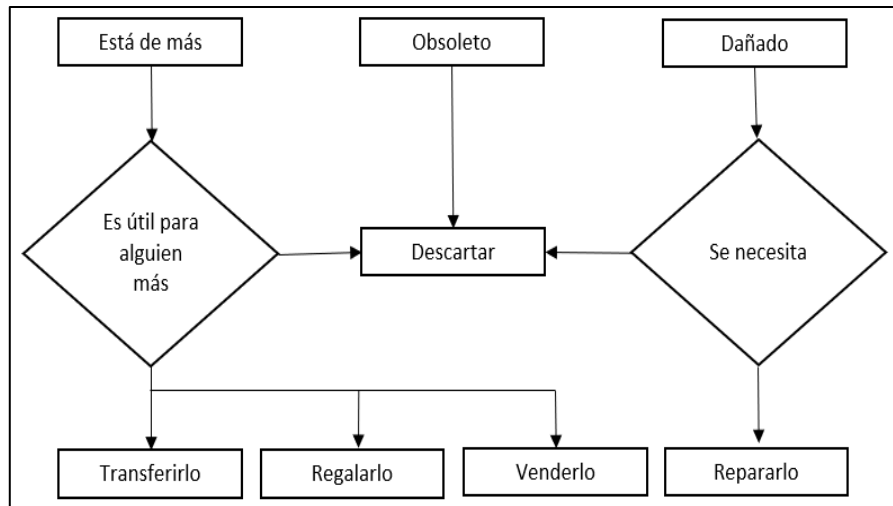 Está de más
Obsoleto
Dañado
Es útil para
alguien
más
Descartar
Se necesita
Transferirlo
Regalarlo
Venderlo
Repararlo